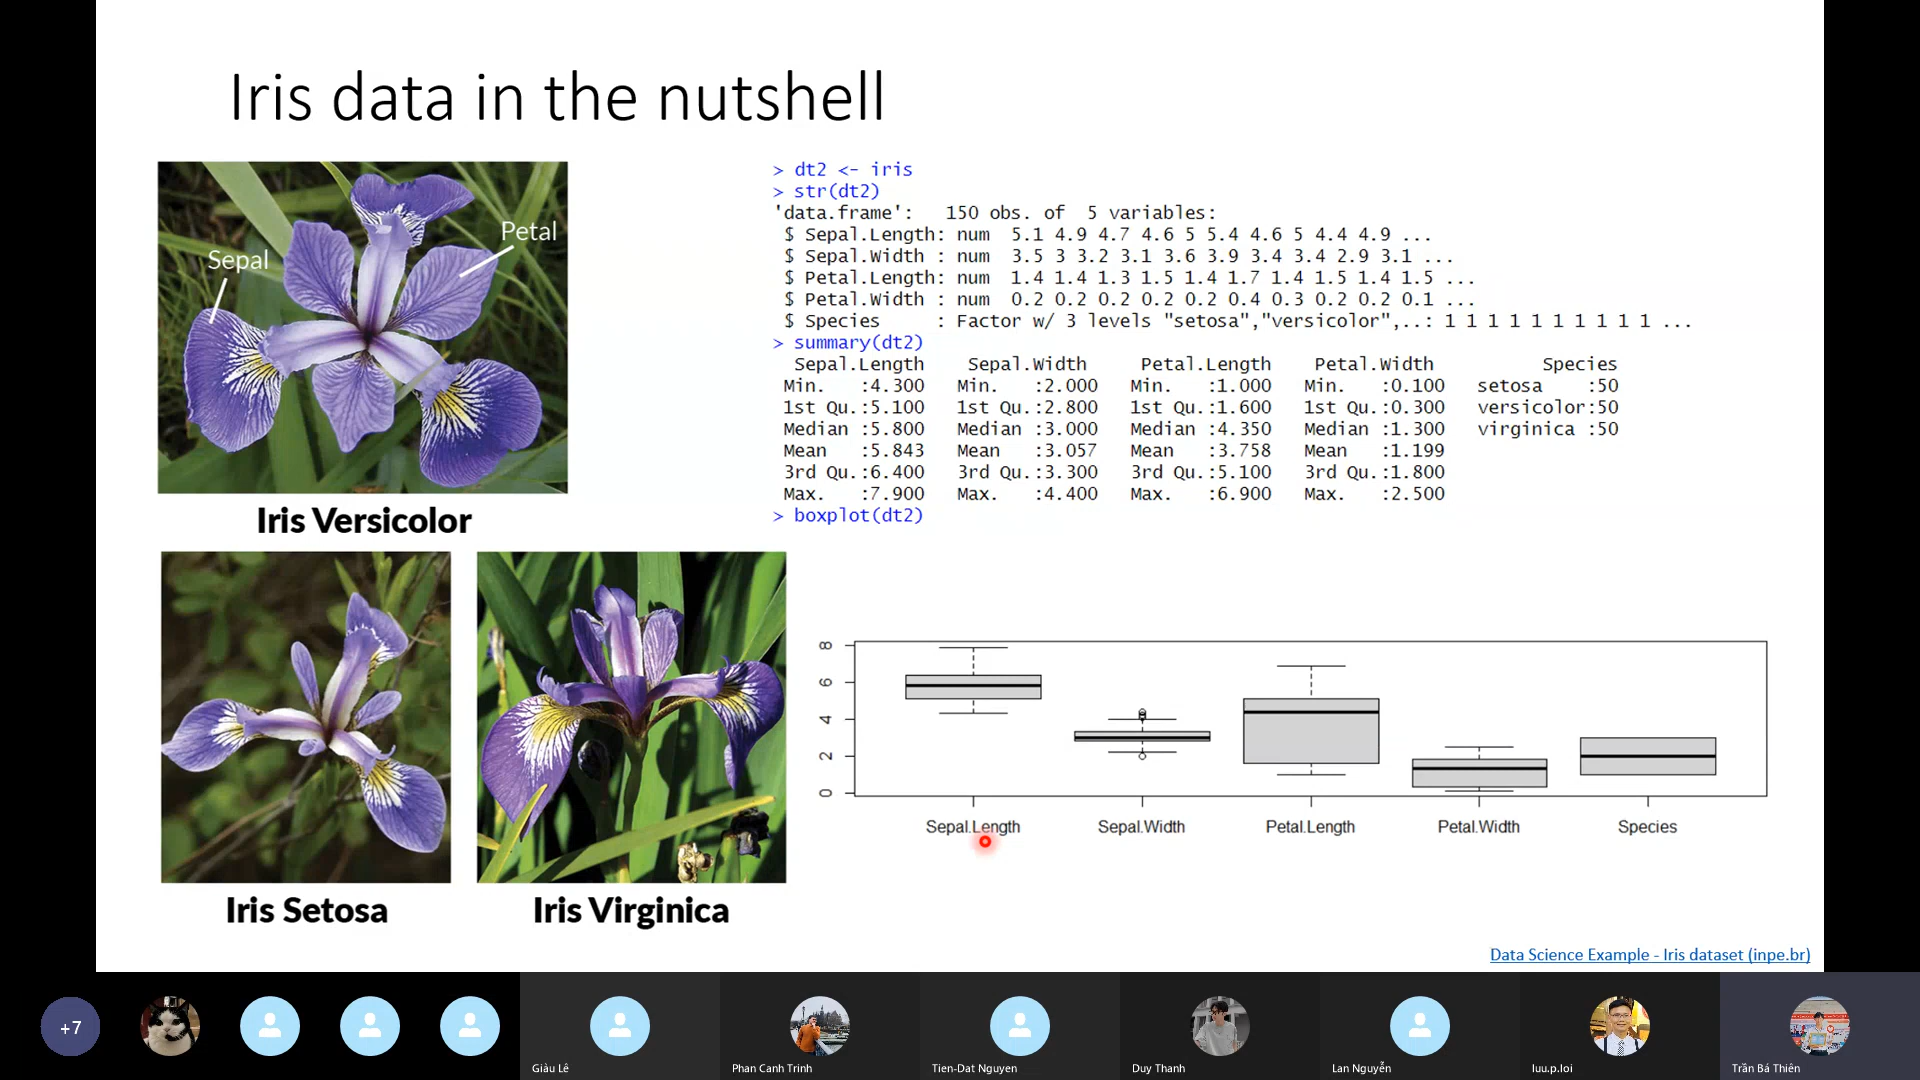 Iris data in the nutshell
Sepal
Petal
Iris Versicolor
Iris Setosa
Iris Virginica
> dt2 <- iris
> str(dt2)
'data.frame':   150 obs. of  5 variables:
 $ Sepal.Length: num  5.1 4.9 4.7 4.6 5 5.4 4.6 5 4.4 4.9 ...
 $ Sepal.Width : num  3.5 3 3.2 3.1 3.6 3.9 3.4 3.4 2.9 3.1 ...
 $ Petal.Length: num  1.4 1.4 1.3 1.5 1.4 1.7 1.4 1.5 1.4 1.5 ...
 $ Petal.Width : num  0.2 0.2 0.2 0.2 0.2 0.4 0.3 0.2 0.2 0.1 ...
 $ Species     : Factor w/ 3 levels "setosa","versicolor",..: 1 1 1 1 1 1 1 1 1 1 ...
> summary(dt2)
  Sepal.Length    Sepal.Width     Petal.Length    Petal.Width          Species
 Min.   :4.300   Min.   :2.000   Min.   :1.000   Min.   :0.100   setosa    :50
 1st Qu.:5.100   1st Qu.:2.800   1st Qu.:1.600   1st Qu.:0.300   versicolor:50
 Median :5.800   Median :3.000   Median :4.350   Median :1.300   virginica :50
 Mean   :5.843   Mean   :3.057   Mean   :3.758   Mean   :1.199
 3rd Qu.:6.400   3rd Qu.:3.300   3rd Qu.:5.100   3rd Qu.:1.800
 Max.   :7.900   Max.   :4.400   Max.   :6.900   Max.   :2.500
> boxplot(dt2)
8
6
4
2
0
Sepal.Length Sepal.Width Petal.Length Petal.Width Species
Data Science Example - Iris dataset (inpe.br)
+7
Giàu Lê
Phan Canh Trinh
Tien-Dat Nguyen
Duy Thanh
Lan Nguyễn
luu.p.loi
Trần Bá Thiên